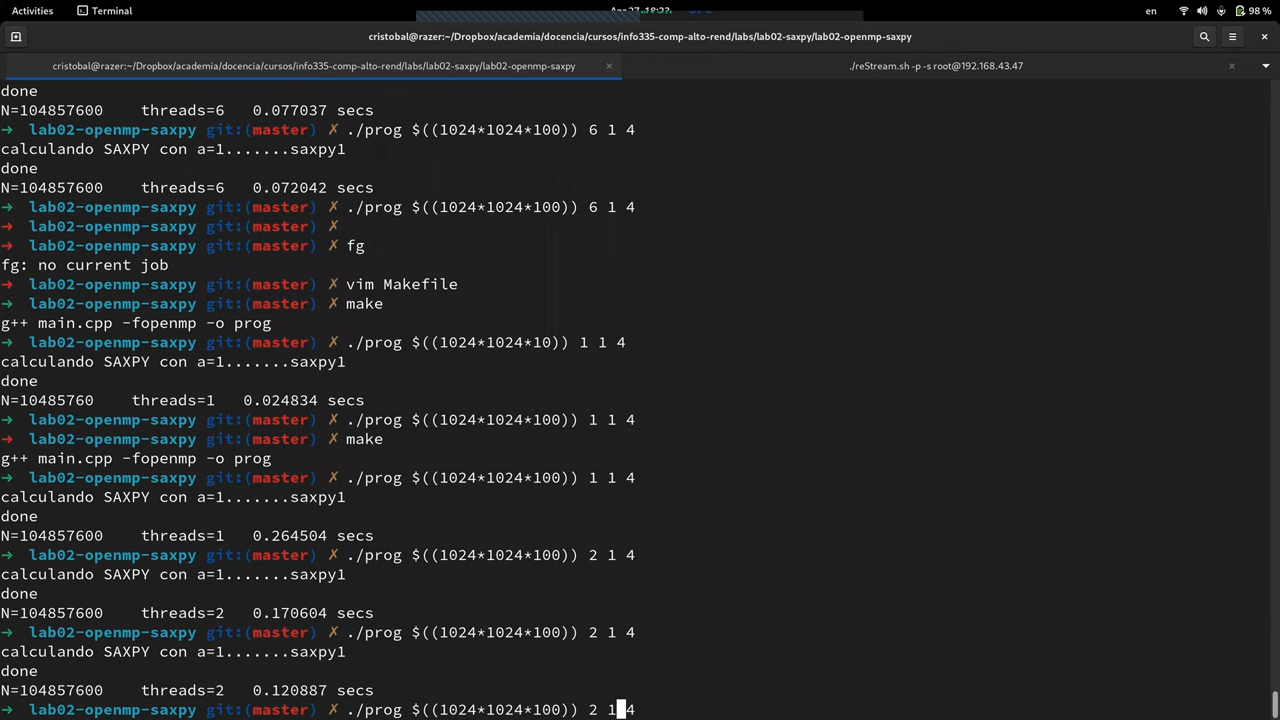 Activities
Terminal
en
98 %
cristobal@razer:~/Dropbox/academia/docencia/cursos/info335-comp-alto-rend/labs/lab02-saxpy/lab02-openmp-saxpy
cristobal@razer:~/Dropbox/academia/docencia/cursos/info335-comp-alto-rend/labs/lab02-saxpy/lab02-openmp-saxpy
./reStream.sh -p -s root@192.168.43.47
done
N=104857600    threads=6   0.077037 secs
➜  lab02-openmp-saxpy git:(master) ✗ ./prog $((1024*1024*100)) 6 1 4
calculando SAXPY con a=1.......saxpy1
done
N=104857600    threads=6   0.072042 secs
➜  lab02-openmp-saxpy git:(master) ✗ ./prog $((1024*1024*100)) 6 1 4
➜  lab02-openmp-saxpy git:(master) ✗
➜  lab02-openmp-saxpy git:(master) ✗ fg
fg: no current job
➜  lab02-openmp-saxpy git:(master) ✗ vim Makefile
➜  lab02-openmp-saxpy git:(master) ✗ make
g++ main.cpp -fopenmp -o prog
➜  lab02-openmp-saxpy git:(master) ✗ ./prog $((1024*1024*10)) 1 1 4
calculando SAXPY con a=1.......saxpy1
done
N=10485760    threads=1   0.024834 secs
➜  lab02-openmp-saxpy git:(master) ✗ ./prog $((1024*1024*100)) 1 1 4
➜  lab02-openmp-saxpy git:(master) ✗ make
g++ main.cpp -fopenmp -o prog
➜  lab02-openmp-saxpy git:(master) ✗ ./prog $((1024*1024*100)) 1 1 4
calculando SAXPY con a=1.......saxpy1
done
N=104857600    threads=1   0.264504 secs
➜  lab02-openmp-saxpy git:(master) ✗ ./prog $((1024*1024*100)) 2 1 4
calculando SAXPY con a=1.......saxpy1
done
N=104857600    threads=2   0.170604 secs
➜  lab02-openmp-saxpy git:(master) ✗ ./prog $((1024*1024*100)) 2 1 4
calculando SAXPY con a=1.......saxpy1
done
N=104857600    threads=2   0.120887 secs
➜  lab02-openmp-saxpy git:(master) ✗ ./prog $((1024*1024*100)) 2 1 4